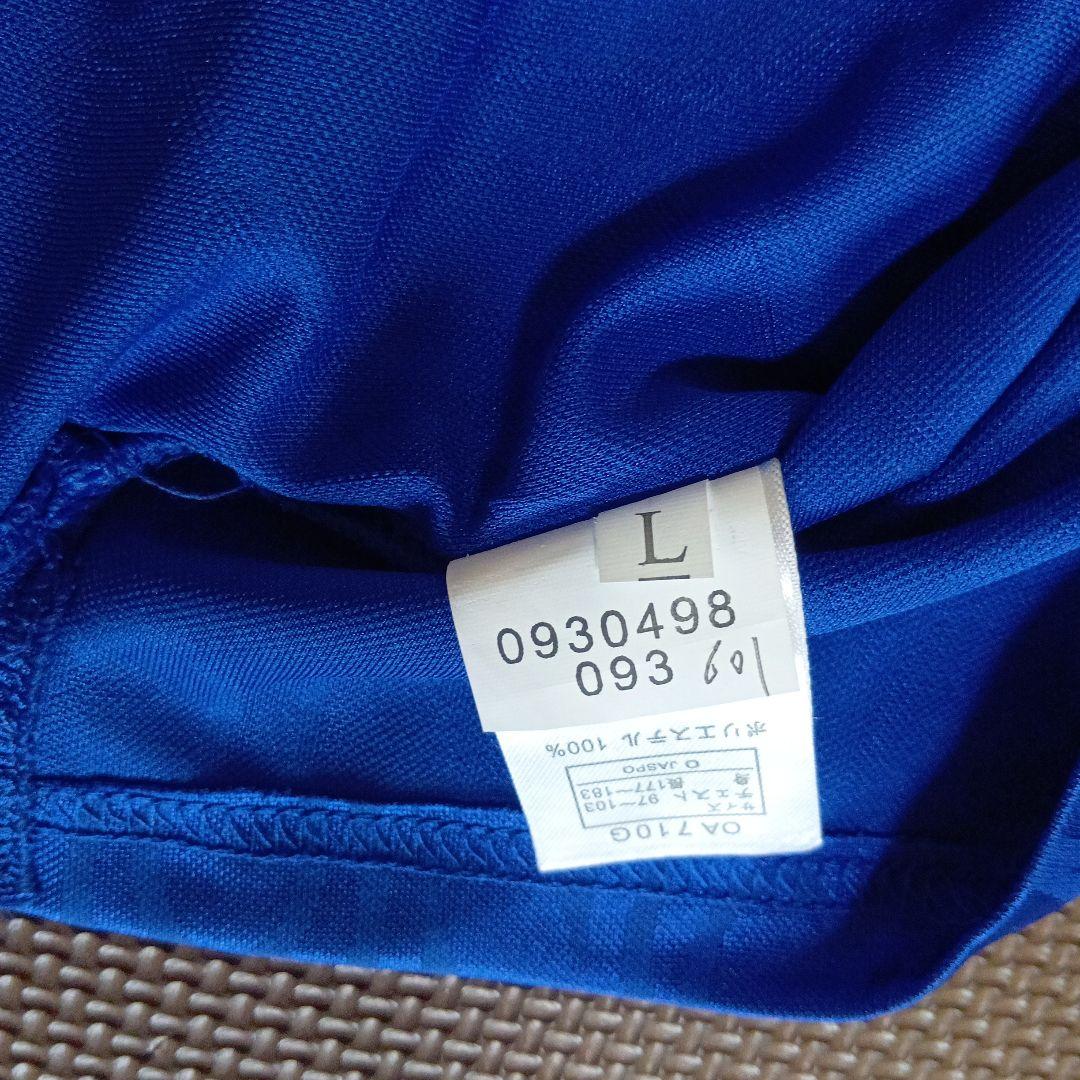 L
0930498
093 109
OA710G
サイズ
チェスト 97～103
身長177～183
O JASPO
ポリエステル 100%